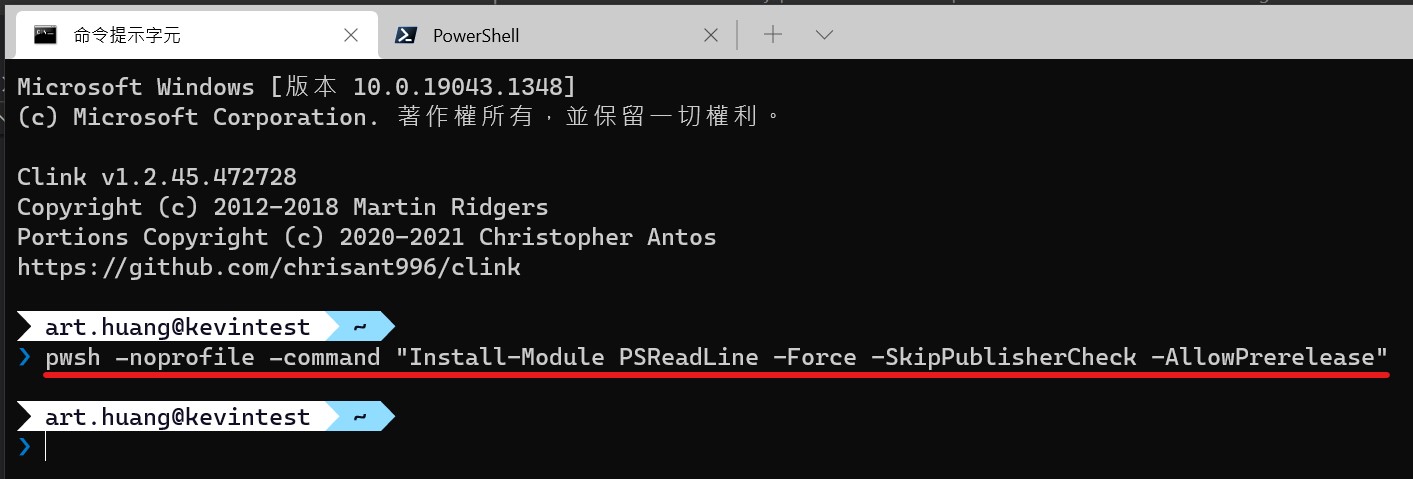 命令提示字元
PowerShell
Microsoft Windows [版本 10.0.19043.1348]
(c) Microsoft Corporation. 著作權所有，並保留一切權利。
Clink v1.2.45.472728
Copyright (c) 2012-2018 Martin Ridgers
Portions Copyright (c) 2020-2021 Christopher Antos
https://github.com/chrisant996/clink
art.huang@kevintest ~
❯ pwsh -noprofile -command "Install-Module PSReadLine -Force -SkipPublisherCheck -AllowPrerelease"
art.huang@kevintest ~
❯